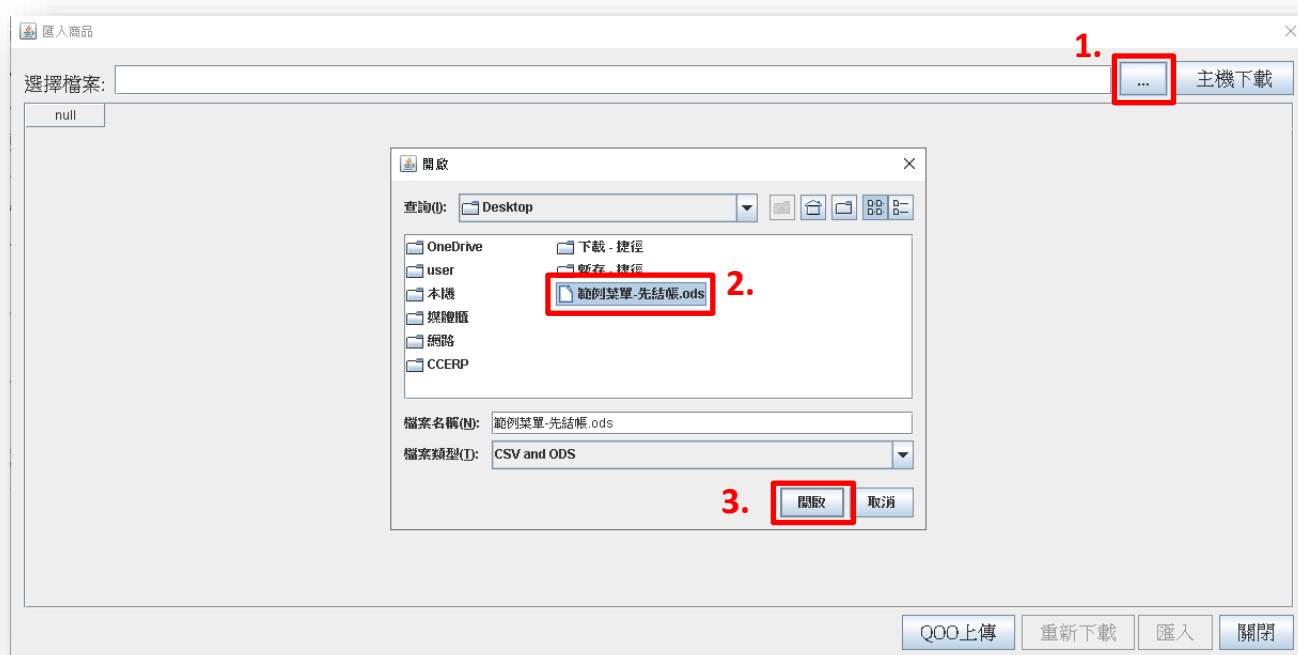 匯入商品
1.
選擇檔案: ... 主機下載
null
開啟
查詢(I): Desktop
OneDrive 下載 - 捷徑
user 暫存 - 捷徑
本機 範例菜單-先結帳.ods 2.
媒體櫃
網路
CCERP
檔案名稱(N): 範例菜單-先結帳.ods
檔案類型(T): CSV and ODS
3. 開啟 取消
QOO上傳 重新下載 匯入 關閉